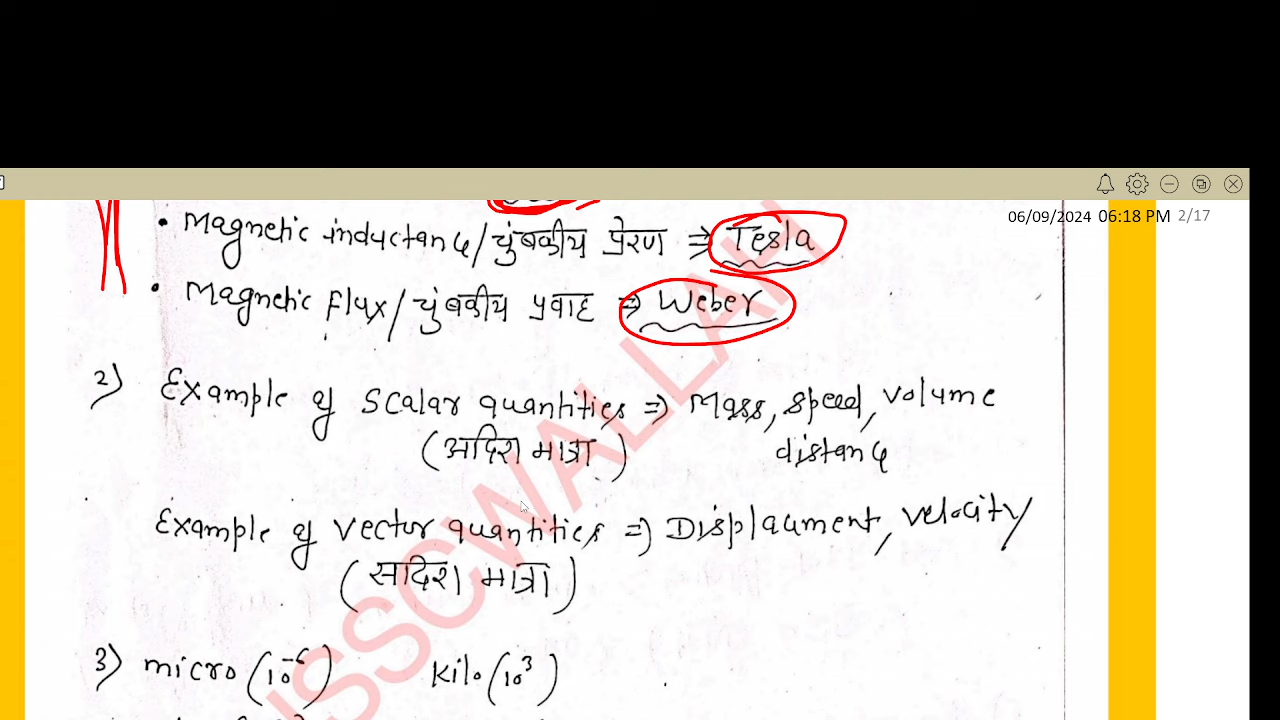 06/09/2024 06:18 PM 2/17
• Magnetic inductance/चुंबकीय प्रेरण ⇒ Tesla
• Magnetic Flux/चुंबकीय प्रवाह ⇒ Weber
2) Example of Scalar quantities ⇒ Mass, speed, volume
(अदिश मात्रा) distance
Example of Vector quantities ⇒ Displacement, velocity
(सदिश मात्रा)
3) micro (10⁻⁶) Kilo (10³)
SSCWALLAH